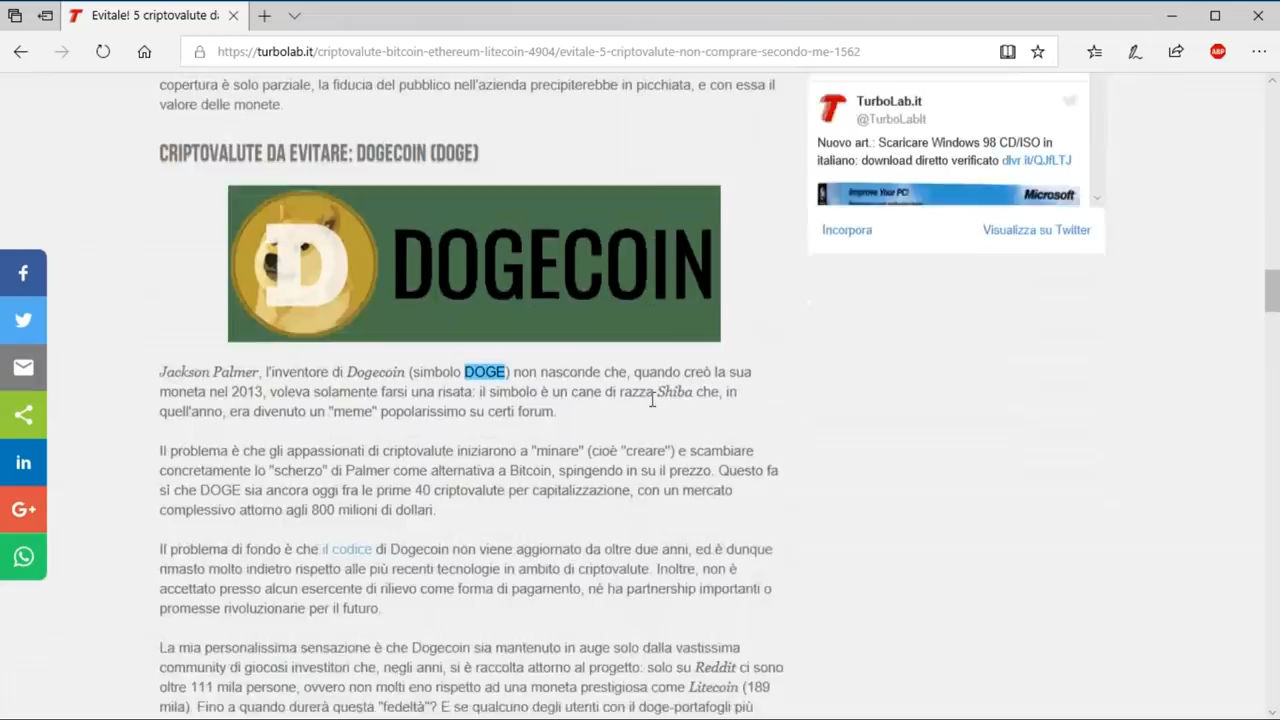 Evitale! 5 criptovalute da
https://turbolab.it/criptovalute-bitcoin-ethereum-litecoin-4904/evitale-5-criptovalute-non-comprare-secondo-me-1562
ABP
copertura è solo parziale, la fiducia del pubblico nell'azienda precipiterebbe in picchiata, e con essa il
valore delle monete.
CRIPTOVALUTE DA EVITARE: DOGECOIN (DOGE)
D DOGECOIN
Jackson Palmer, l'inventore di Dogecoin (simbolo DOGE) non nasconde che, quando creò la sua
moneta nel 2013, voleva solamente farsi una risata: il simbolo è un cane di razza Shiba che, in
quell'anno, era divenuto un "meme" popolarissimo su certi forum.
Il problema è che gli appassionati di criptovalute iniziarono a "minare" (cioè "creare") e scambiare
concretamente lo "scherzo" di Palmer come alternativa a Bitcoin, spingendo in su il prezzo. Questo fa
sì che DOGE sia ancora oggi fra le prime 40 criptovalute per capitalizzazione, con un mercato
complessivo attorno agli 800 milioni di dollari.
Il problema di fondo è che il codice di Dogecoin non viene aggiornato da oltre due anni, ed è dunque
rimasto molto indietro rispetto alle più recenti tecnologie in ambito di criptovalute. Inoltre, non è
accettato presso alcun esercente di rilievo come forma di pagamento, né ha partnership importanti o
promesse rivoluzionarie per il futuro.
La mia personalissima sensazione è che Dogecoin sia mantenuto in auge solo dalla vastissima
community di giocosi investitori che, negli anni, si è raccolta attorno al progetto: solo su Reddit ci sono
oltre 111 mila persone, ovvero non molti eno rispetto ad una moneta prestigiosa come Litecoin (189
mila). Fino a quando durerà questa "fedeltà"? E se qualcuno degli utenti con il doge-portafogli più
TurboLab.it
@TurboLabIt
Nuovo art.: Scaricare Windows 98 CD/ISO in
italiano: download diretto verificato dlvr.it/QJfLTJ
Improve Your PC!
Microsoft
Incorpora
Visualizza su Twitter
f
in
G+